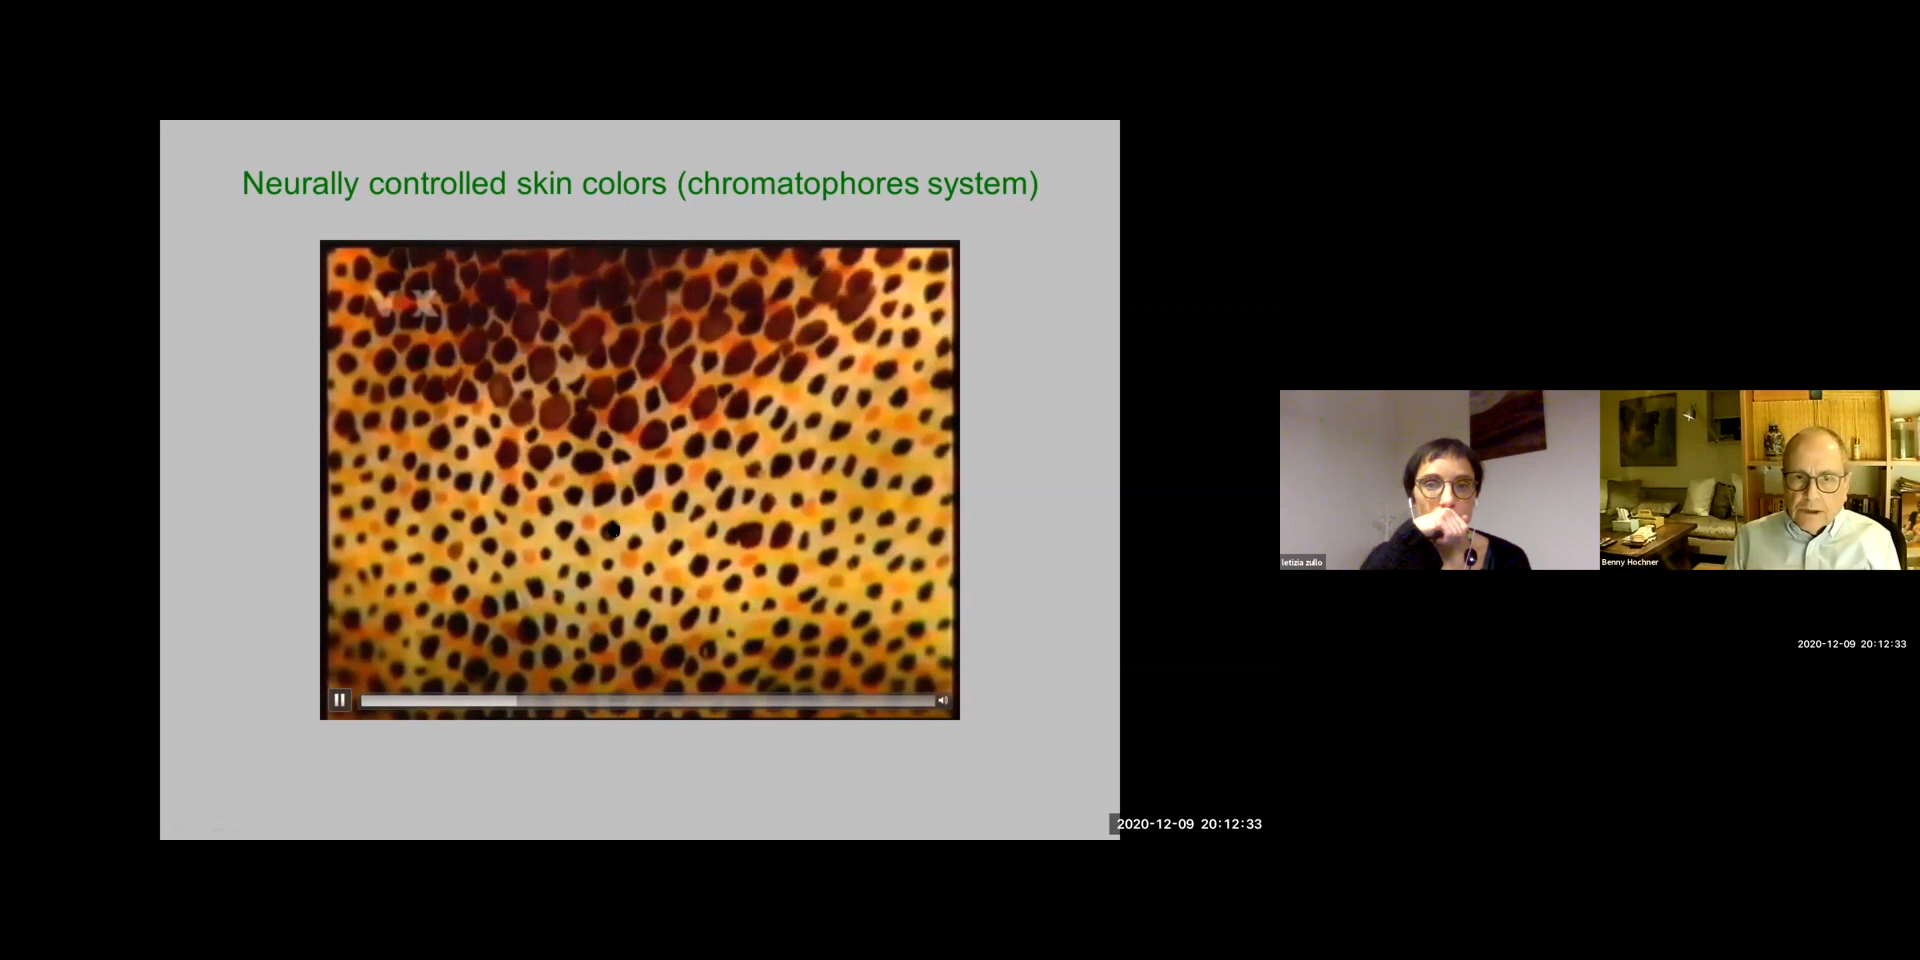 Neurally controlled skin colors (chromatophores system)
letizia zullo
Benny Hochner
2020-12-09 20:12:33
2020-12-09 20:12:33